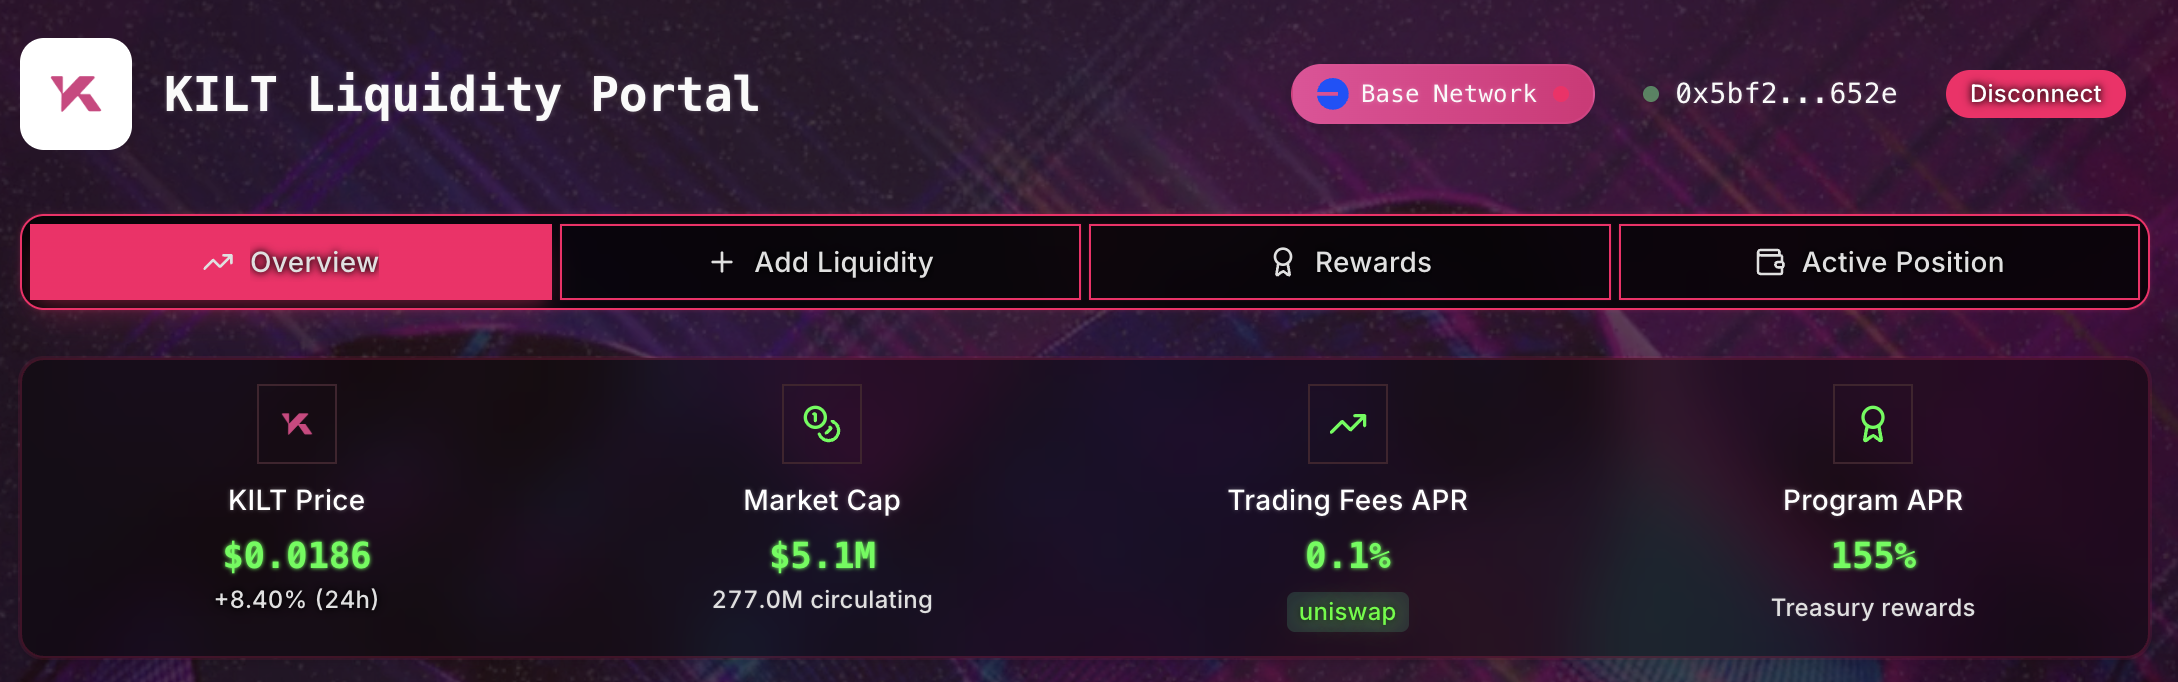 KILT Liquidity Portal
Base Network
0x5bf2...652e
Disconnect
Overview
Add Liquidity
Rewards
Active Position
KILT Price
$0.0186
+8.40% (24h)
Market Cap
$5.1M
277.0M circulating
Trading Fees APR
0.1%
uniswap
Program APR
155%
Treasury rewards